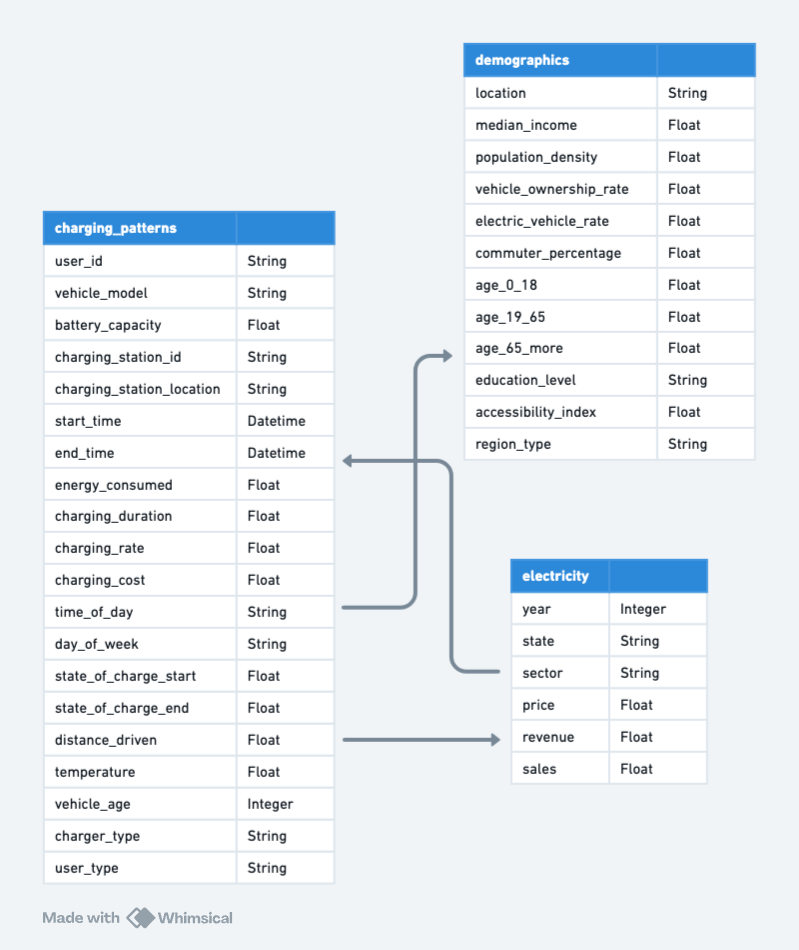 demographics
location String
median_income Float
population_density Float
vehicle_ownership_rate Float
electric_vehicle_rate Float
commuter_percentage Float
age_0_18 Float
age_19_65 Float
age_65_more Float
education_level String
accessibility_index Float
region_type String
charging_patterns
user_id String
vehicle_model String
battery_capacity Float
charging_station_id String
charging_station_location String
start_time Datetime
end_time Datetime
energy_consumed Float
charging_duration Float
charging_rate Float
charging_cost Float
time_of_day String
day_of_week String
state_of_charge_start Float
state_of_charge_end Float
distance_driven Float
temperature Float
vehicle_age Integer
charger_type String
user_type String
electricity
year Integer
state String
sector String
price Float
revenue Float
sales Float
Made with Whimsical